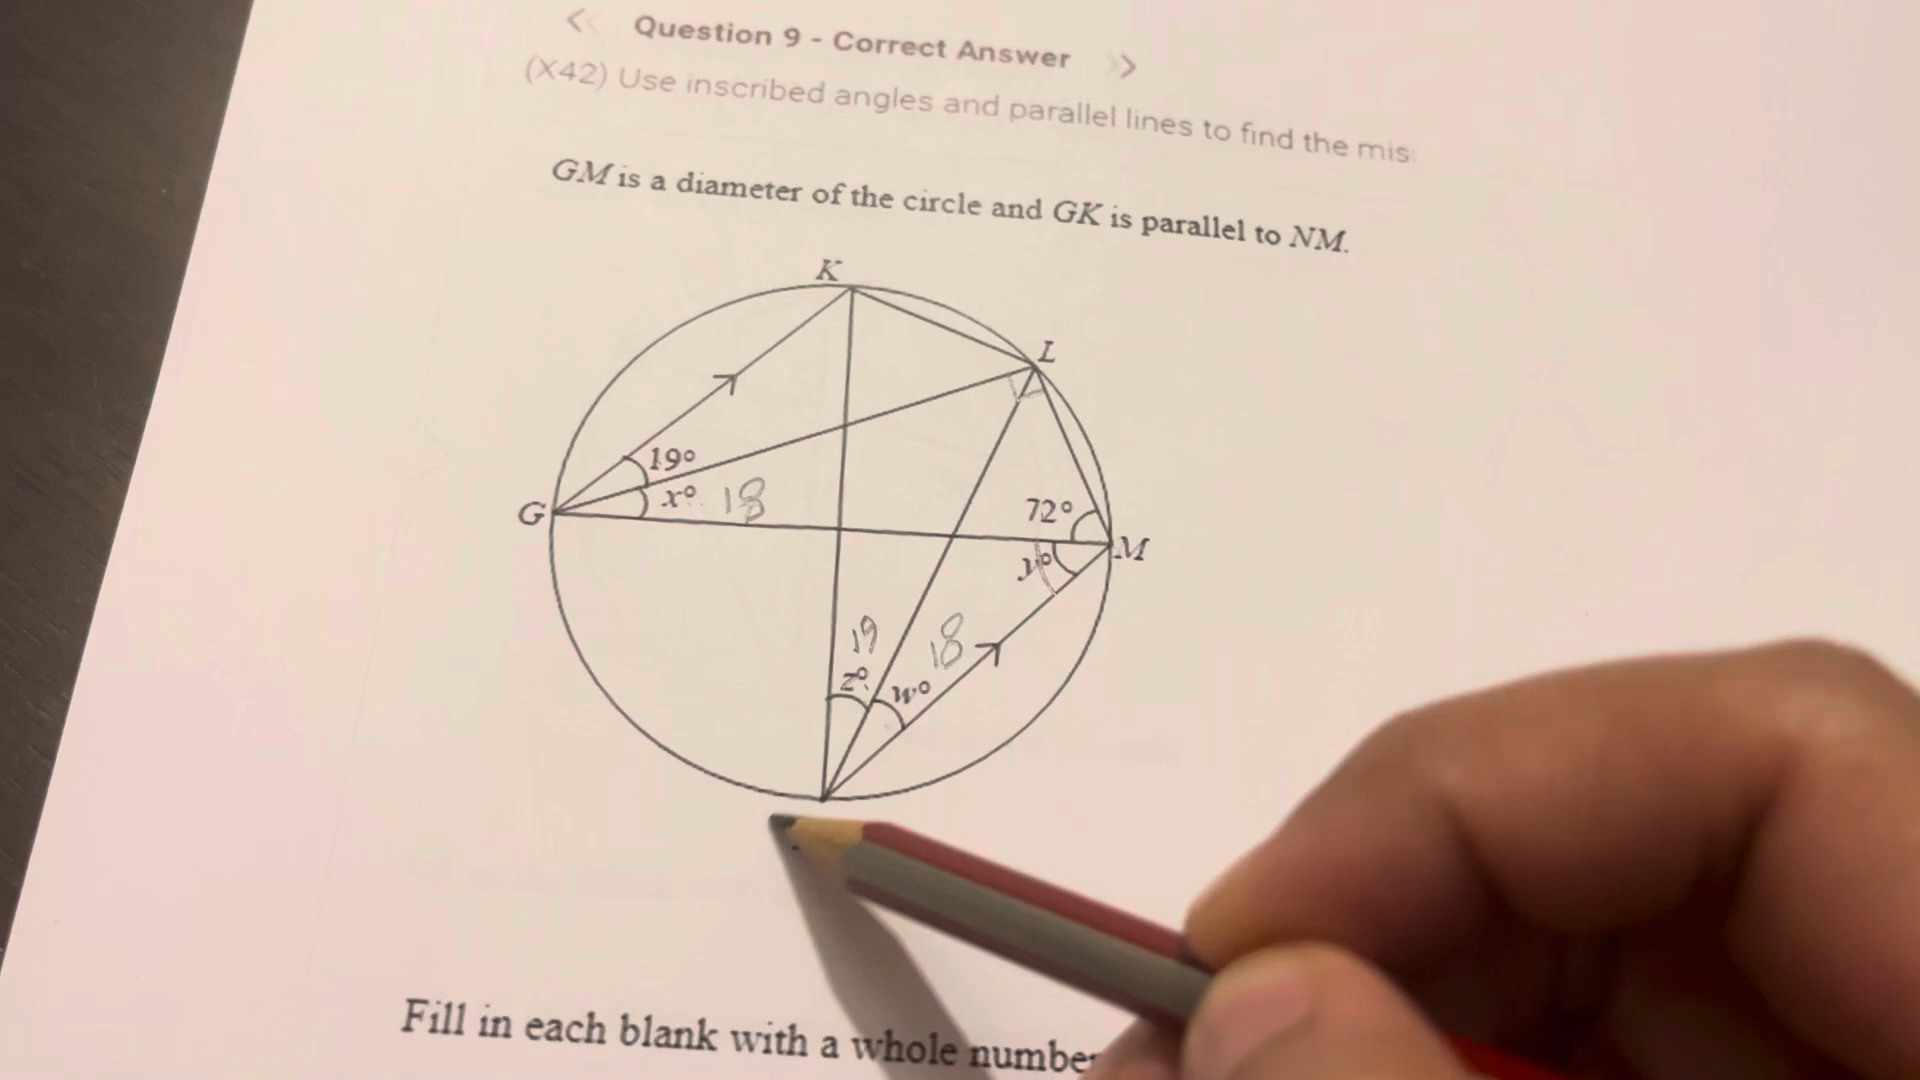 << Question 9 - Correct Answer >>
(X42) Use inscribed angles and parallel lines to find the mis
GM is a diameter of the circle and GK is parallel to NM.
K
L
19°
x° 18
G
72°
M
y°
19
18
z°
w°
Fill in each blank with a whole number